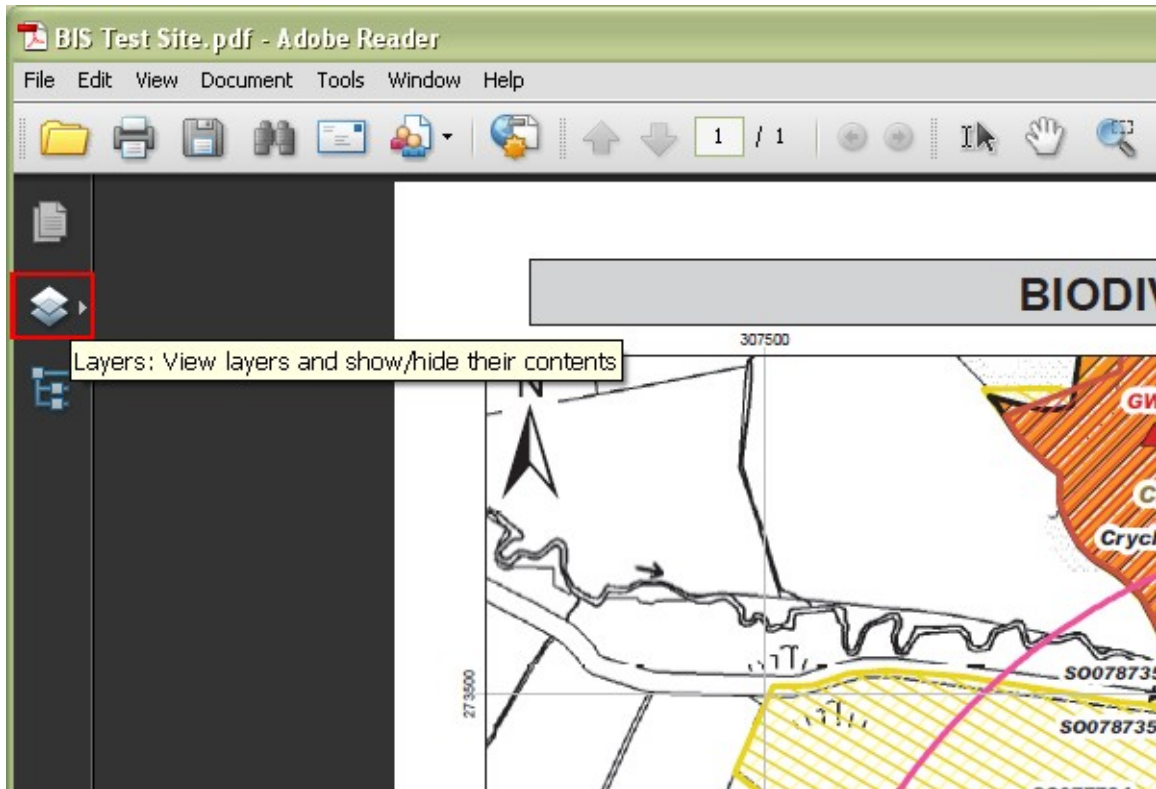 BIS Test Site.pdf - Adobe Reader
File Edit View Document Tools Window Help
1 / 1
BIODIV
307500
Layers: View layers and show/hide their contents
N
GW
C
Crych
273500
SO078735
SO078735